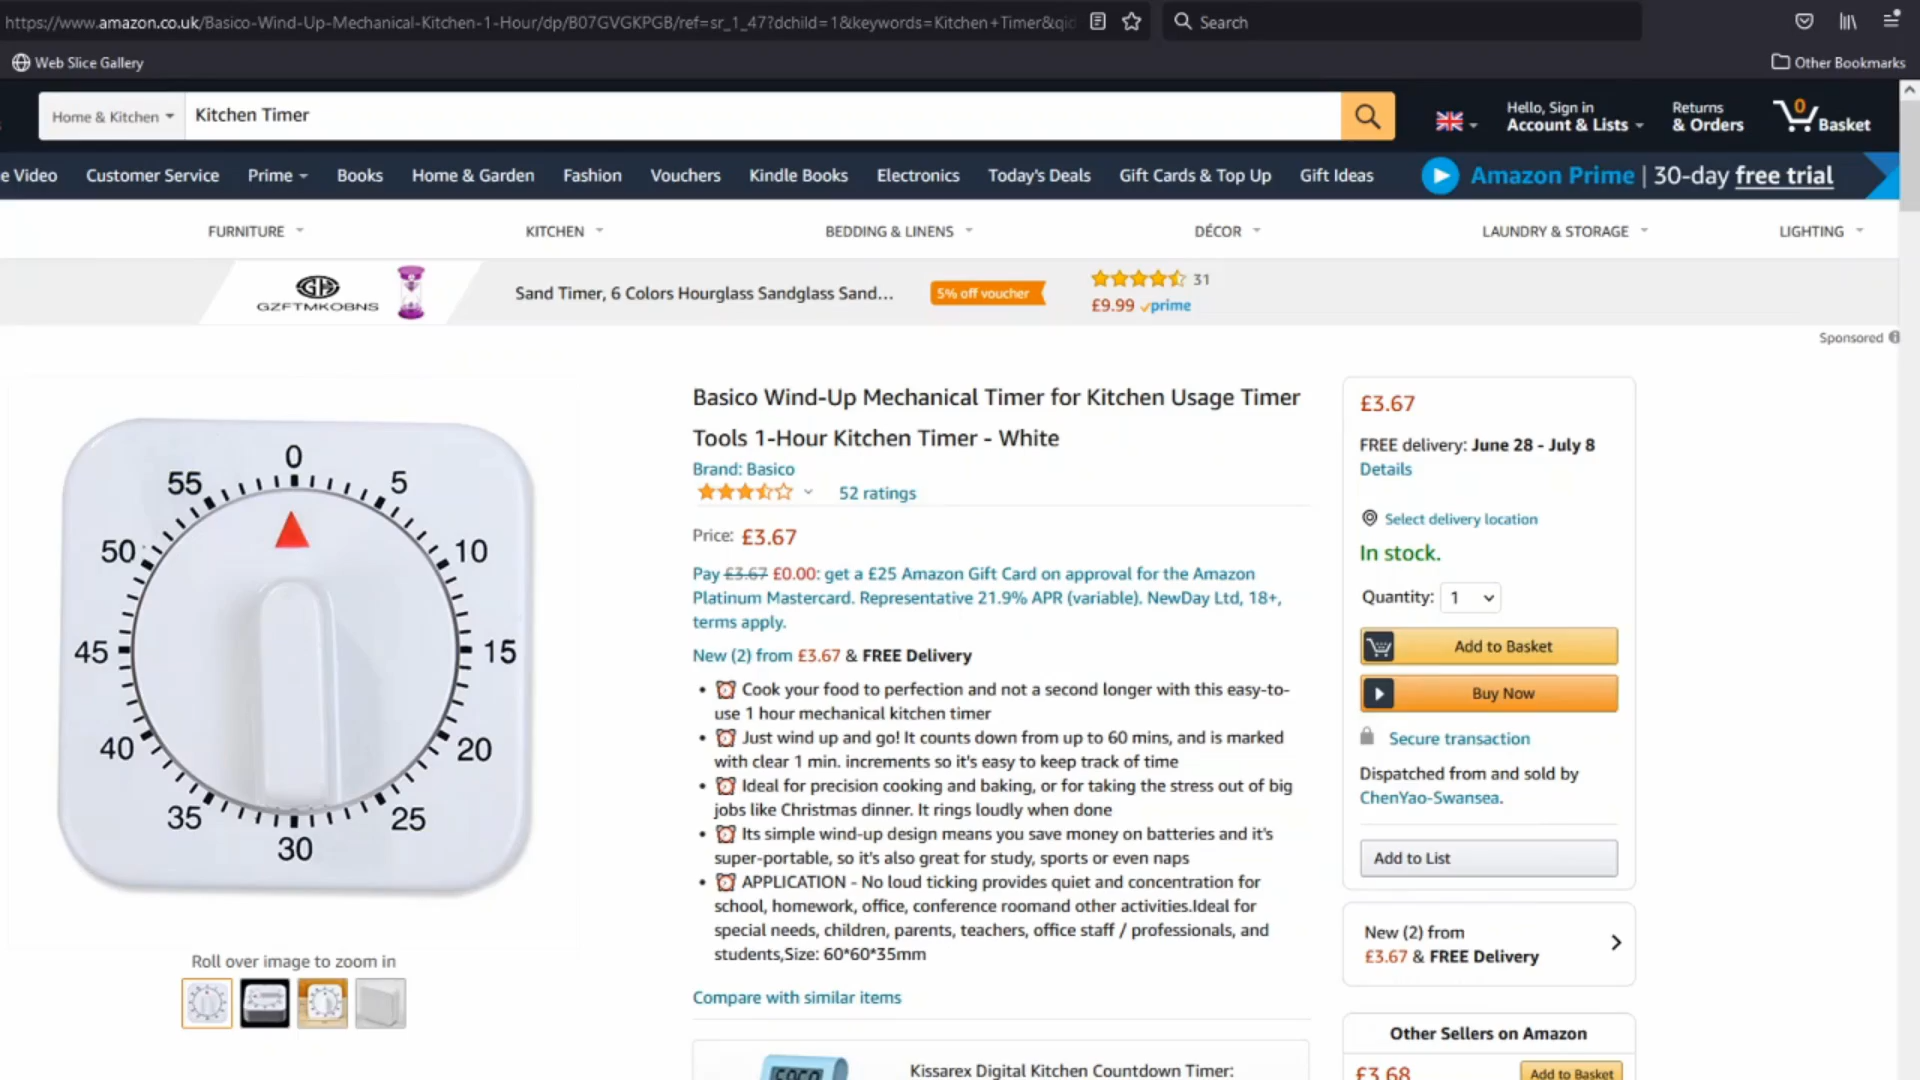 https://www.amazon.co.uk/Basico-Wind-Up-Mechanical-Kitchen-1-Hour/dp/B07GVGKPGB/ref=sr_1_47?dchild=1&keywords=Kitchen+Timer&qid
Search
Web Slice Gallery
Other Bookmarks
Home & Kitchen
Kitchen Timer
Hello, Sign in
Account & Lists
Returns
& Orders
0
Basket
e Video
Customer Service
Prime
Books
Home & Garden
Fashion
Vouchers
Kindle Books
Electronics
Today's Deals
Gift Cards & Top Up
Gift Ideas
Amazon Prime | 30-day free trial
FURNITURE
KITCHEN
BEDDING & LINENS
DÉCOR
LAUNDRY & STORAGE
LIGHTING
GH
GZFTMKOBNS
Sand Timer, 6 Colors Hourglass Sandglass Sand...
5% off voucher
31
£9.99 prime
Sponsored
0
5
10
15
20
25
30
35
40
45
50
55
Roll over image to zoom in
Basico Wind-Up Mechanical Timer for Kitchen Usage Timer
Tools 1-Hour Kitchen Timer - White
Brand: Basico
52 ratings
Price: £3.67
Pay £3.67 £0.00: get a £25 Amazon Gift Card on approval for the Amazon
Platinum Mastercard. Representative 21.9% APR (variable). NewDay Ltd, 18+,
terms apply.
New (2) from £3.67 & FREE Delivery
• ⏰ Cook your food to perfection and not a second longer with this easy-to-
use 1 hour mechanical kitchen timer
• ⏰ Just wind up and go! It counts down from up to 60 mins, and is marked
with clear 1 min. increments so it's easy to keep track of time
• ⏰ Ideal for precision cooking and baking, or for taking the stress out of big
jobs like Christmas dinner. It rings loudly when done
• ⏰ Its simple wind-up design means you save money on batteries and it's
super-portable, so it's also great for study, sports or even naps
• ⏰ APPLICATION - No loud ticking provides quiet and concentration for
school, homework, office, conference roomand other activities.Ideal for
special needs, children, parents, teachers, office staff / professionals, and
students,Size: 60*60*35mm
Compare with similar items
Kissarex Digital Kitchen Countdown Timer:
£3.67
FREE delivery: June 28 - July 8
Details
Select delivery location
In stock.
Quantity: 1
Add to Basket
Buy Now
Secure transaction
Dispatched from and sold by
ChenYao-Swansea.
Add to List
New (2) from
£3.67 & FREE Delivery
Other Sellers on Amazon
£3.68
Add to Basket